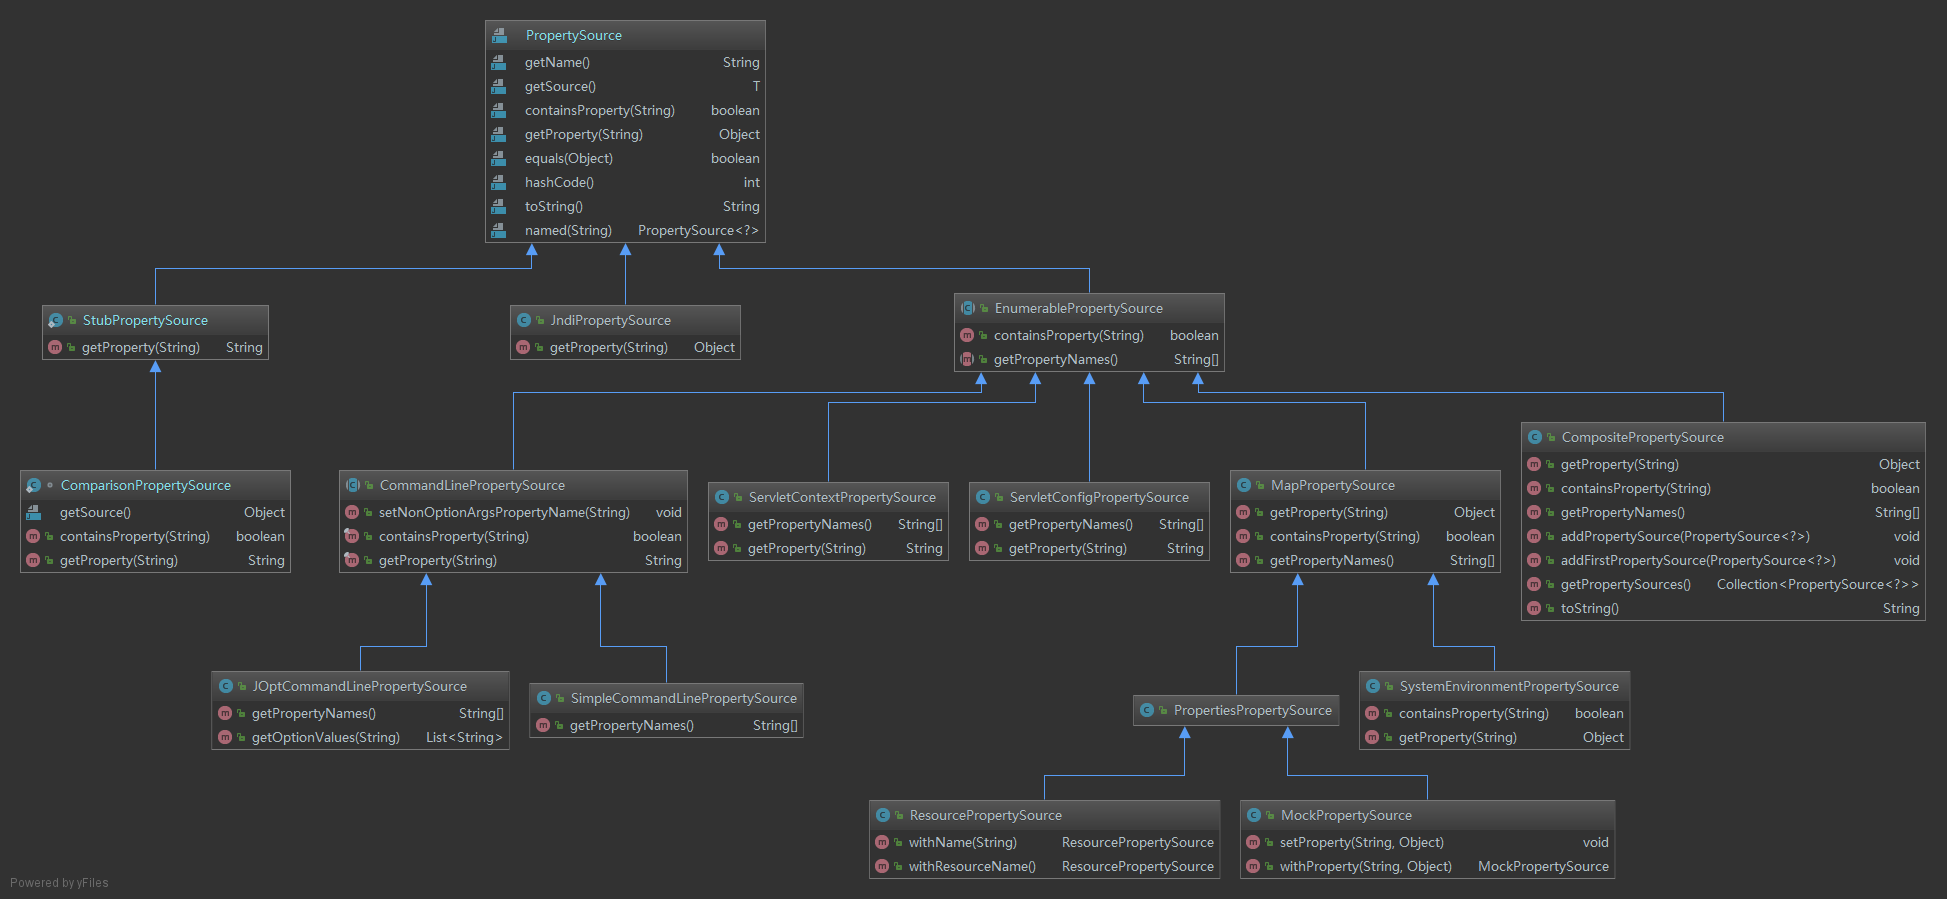 PropertySource
getName() String
getSource() T
containsProperty(String) boolean
getProperty(String) Object
equals(Object) boolean
hashCode() int
toString() String
named(String) PropertySource<?>
StubPropertySource
getProperty(String) String
JndiPropertySource
getProperty(String) Object
EnumerablePropertySource
containsProperty(String) boolean
getPropertyNames() String[]
ComparisonPropertySource
getSource() Object
containsProperty(String) boolean
getProperty(String) String
CommandLinePropertySource
setNonOptionArgsPropertyName(String) void
containsProperty(String) boolean
getProperty(String) String
ServletContextPropertySource
getPropertyNames() String[]
getProperty(String) String
ServletConfigPropertySource
getPropertyNames() String[]
getProperty(String) String
MapPropertySource
getProperty(String) Object
containsProperty(String) boolean
getPropertyNames() String[]
CompositePropertySource
getProperty(String) Object
containsProperty(String) boolean
getPropertyNames() String[]
addPropertySource(PropertySource<?>) void
addFirstPropertySource(PropertySource<?>) void
getPropertySources() Collection<PropertySource<?>>
toString() String
JOptCommandLinePropertySource
getPropertyNames() String[]
getOptionValues(String) List<String>
SimpleCommandLinePropertySource
getPropertyNames() String[]
PropertiesPropertySource
SystemEnvironmentPropertySource
containsProperty(String) boolean
getProperty(String) Object
ResourcePropertySource
withName(String) ResourcePropertySource
withResourceName() ResourcePropertySource
MockPropertySource
setProperty(String, Object) void
withProperty(String, Object) MockPropertySource
Powered by yFiles